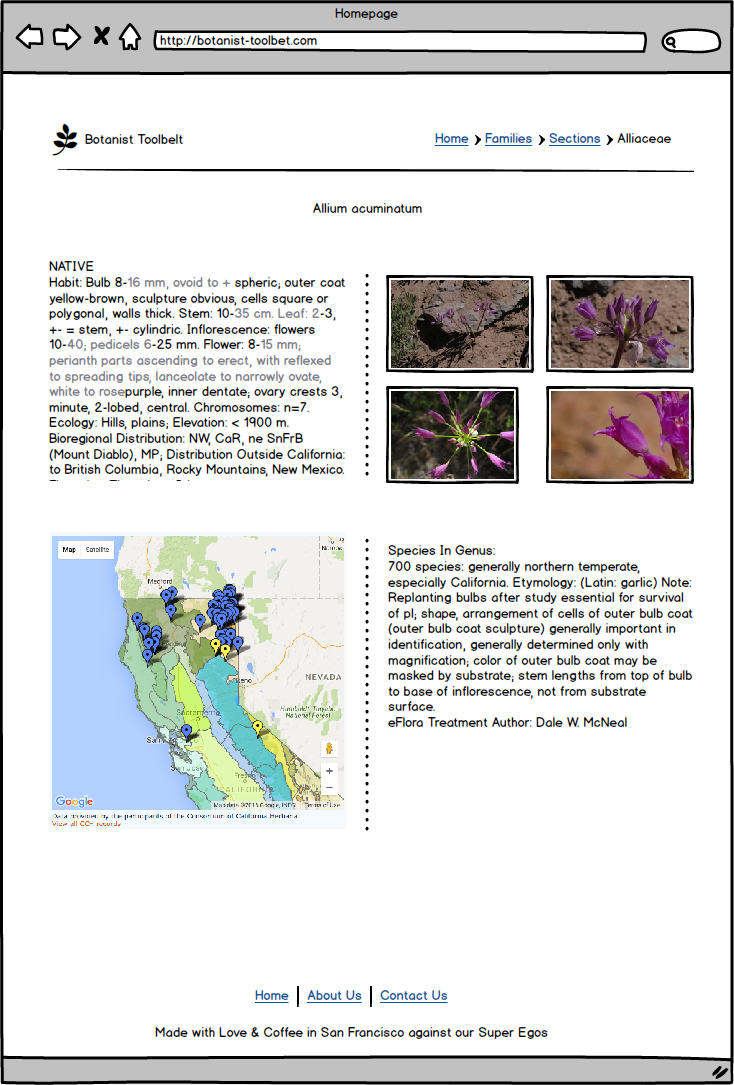 Homepage
http://botanist-toolbet.com
Botanist Toolbelt
Home
Families
Sections
Alliaceae
Allium acuminatum
NATIVE
Habit: Bulb 8-16 mm, ovoid to + spheric; outer coat
yellow-brown, sculpture obvious, cells square or
polygonal, walls thick. Stem: 10-35 cm. Leaf: 2-3,
+- = stem, +- cylindric. Inflorescence: flowers
10-40; pedicels 6-25 mm. Flower: 8-15 mm;
perianth parts ascending to erect, with reflexed
to spreading tips, lanceolate to narrowly ovate,
white to rosepurple, inner dentate; ovary crests 3,
minute, 2-lobed, central. Chromosomes: n=7.
Ecology: Hills, plains; Elevation: < 1900 m.
Bioregional Distribution: NW, CaR, ne SnFrB
(Mount Diablo), MP; Distribution Outside California:
to British Columbia, Rocky Mountains, New Mexico.
Map
Satellite
Medford
NEVADA
Humboldt-Toiyabe
National Forest
Sacramento
San Jose
Fresno
CALIFORNIA
Google
Map data ©2015 Google, INEGI
Terms of Use
Data provided by the participants of the Consortium of California Herbaria.
View all CCH records
Species In Genus:
700 species: generally northern temperate,
especially California. Etymology: (Latin: garlic) Note:
Replanting bulbs after study essential for survival
of pl; shape, arrangement of cells of outer bulb coat
(outer bulb coat sculpture) generally important in
identification, generally determined only with
magnification; color of outer bulb coat may be
masked by substrate; stem lengths from top of bulb
to base of inflorescence, not from substrate
surface.
eFlora Treatment Author: Dale W. McNeal
Home
About Us
Contact Us
Made with Love & Coffee in San Francisco against our Super Egos